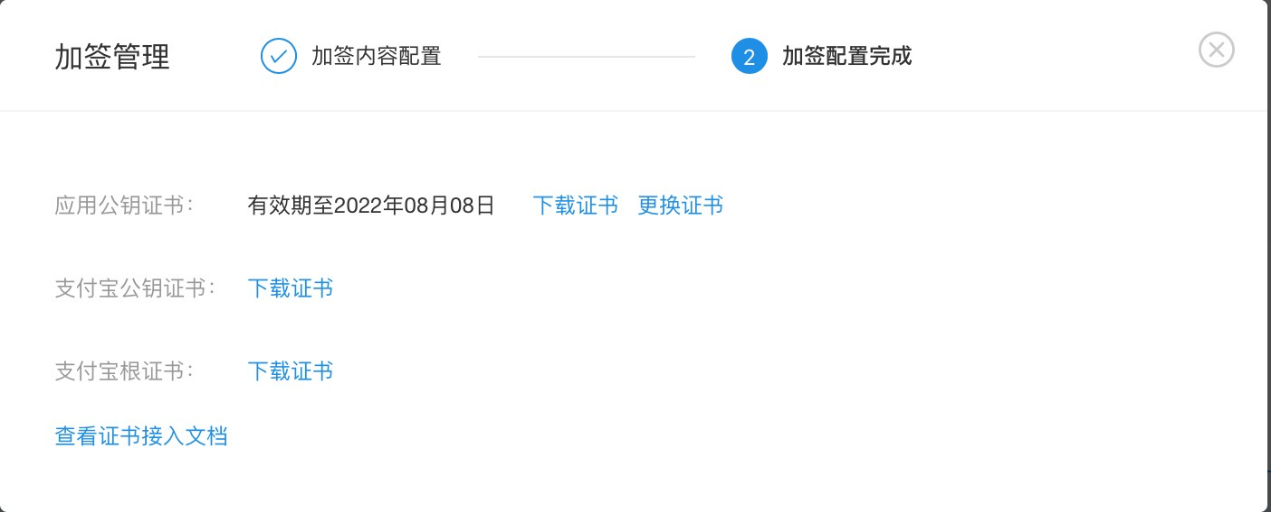 加签管理 加签内容配置 2 加签配置完成
应用公钥证书： 有效期至2022年08月08日 下载证书 更换证书
支付宝公钥证书： 下载证书
支付宝根证书： 下载证书
查看证书接入文档